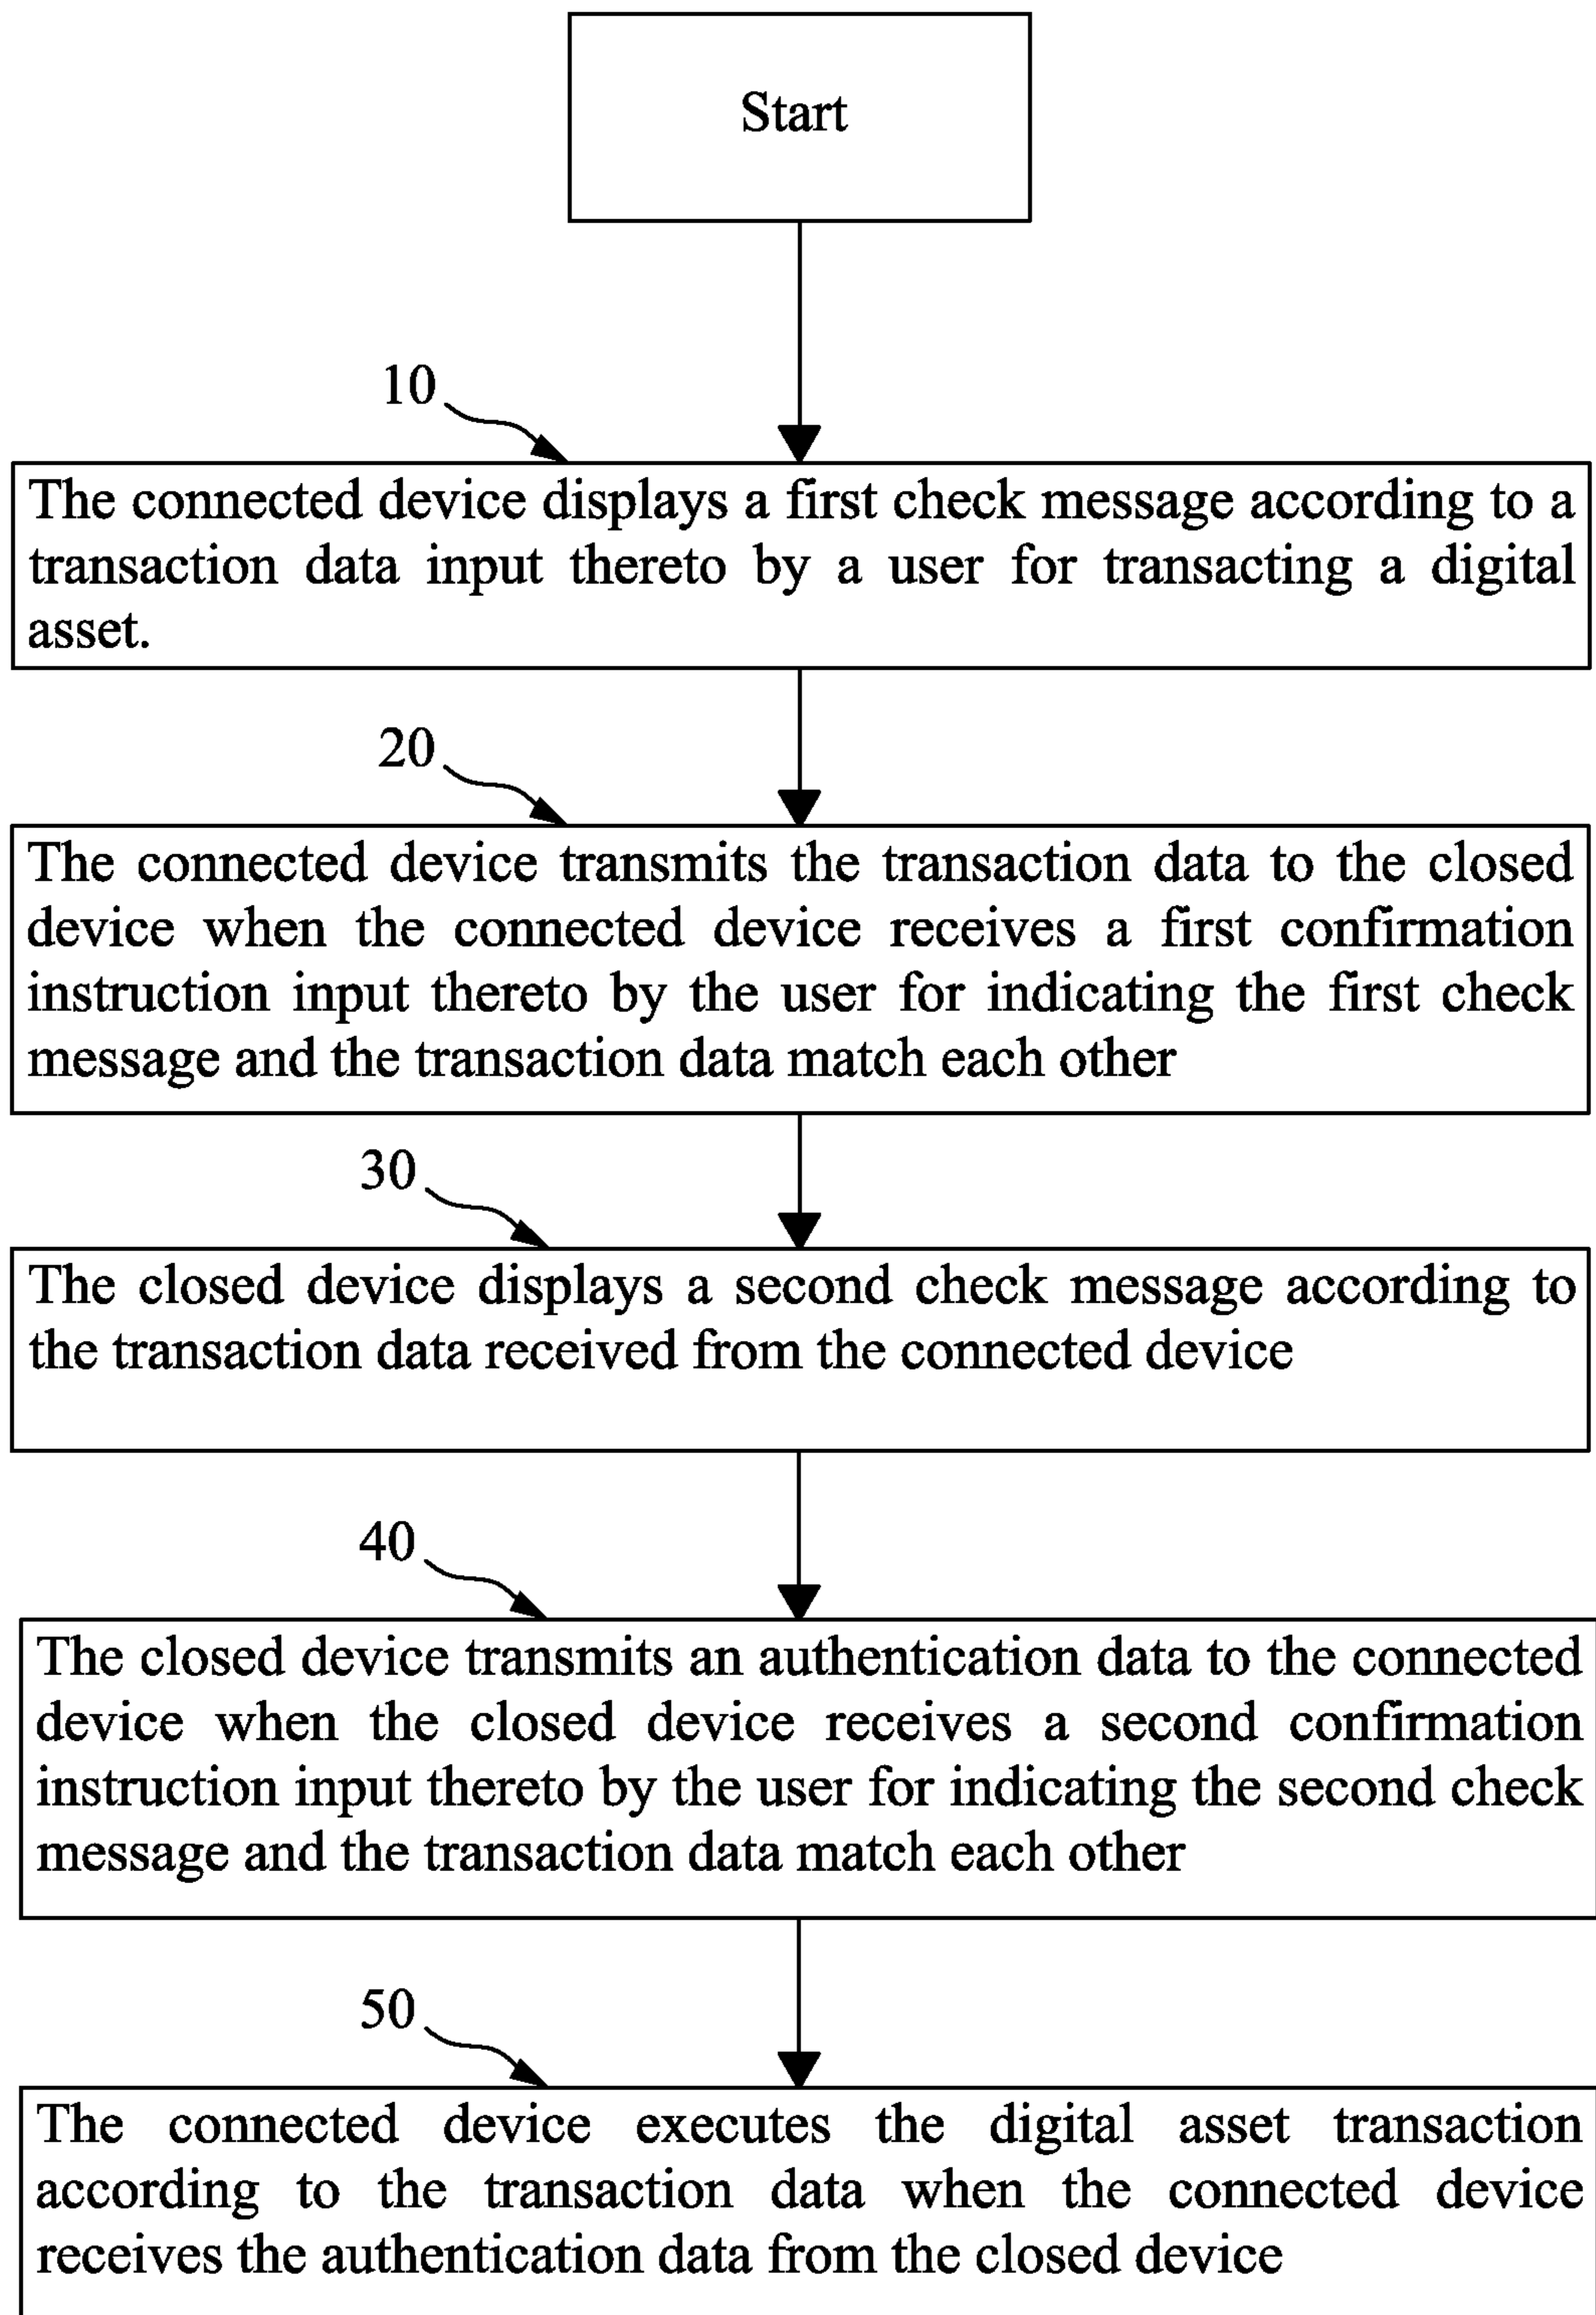 Start
10
The connected device displays a first check message according to a
transaction data input thereto by a user for transacting a digital
asset.
20
The connected device transmits the transaction data to the closed
device when the connected device receives a first confirmation
instruction input thereto by the user for indicating the first check
message and the transaction data match each other
30
The closed device displays a second check message according to
the transaction data received from the connected device
40
The closed device transmits an authentication data to the connected
device when the closed device receives a second confirmation
instruction input thereto by the user for indicating the second check
message and the transaction data match each other
50
The connected device executes the digital asset transaction
according to the transaction data when the connected device
receives the authentication data from the closed device